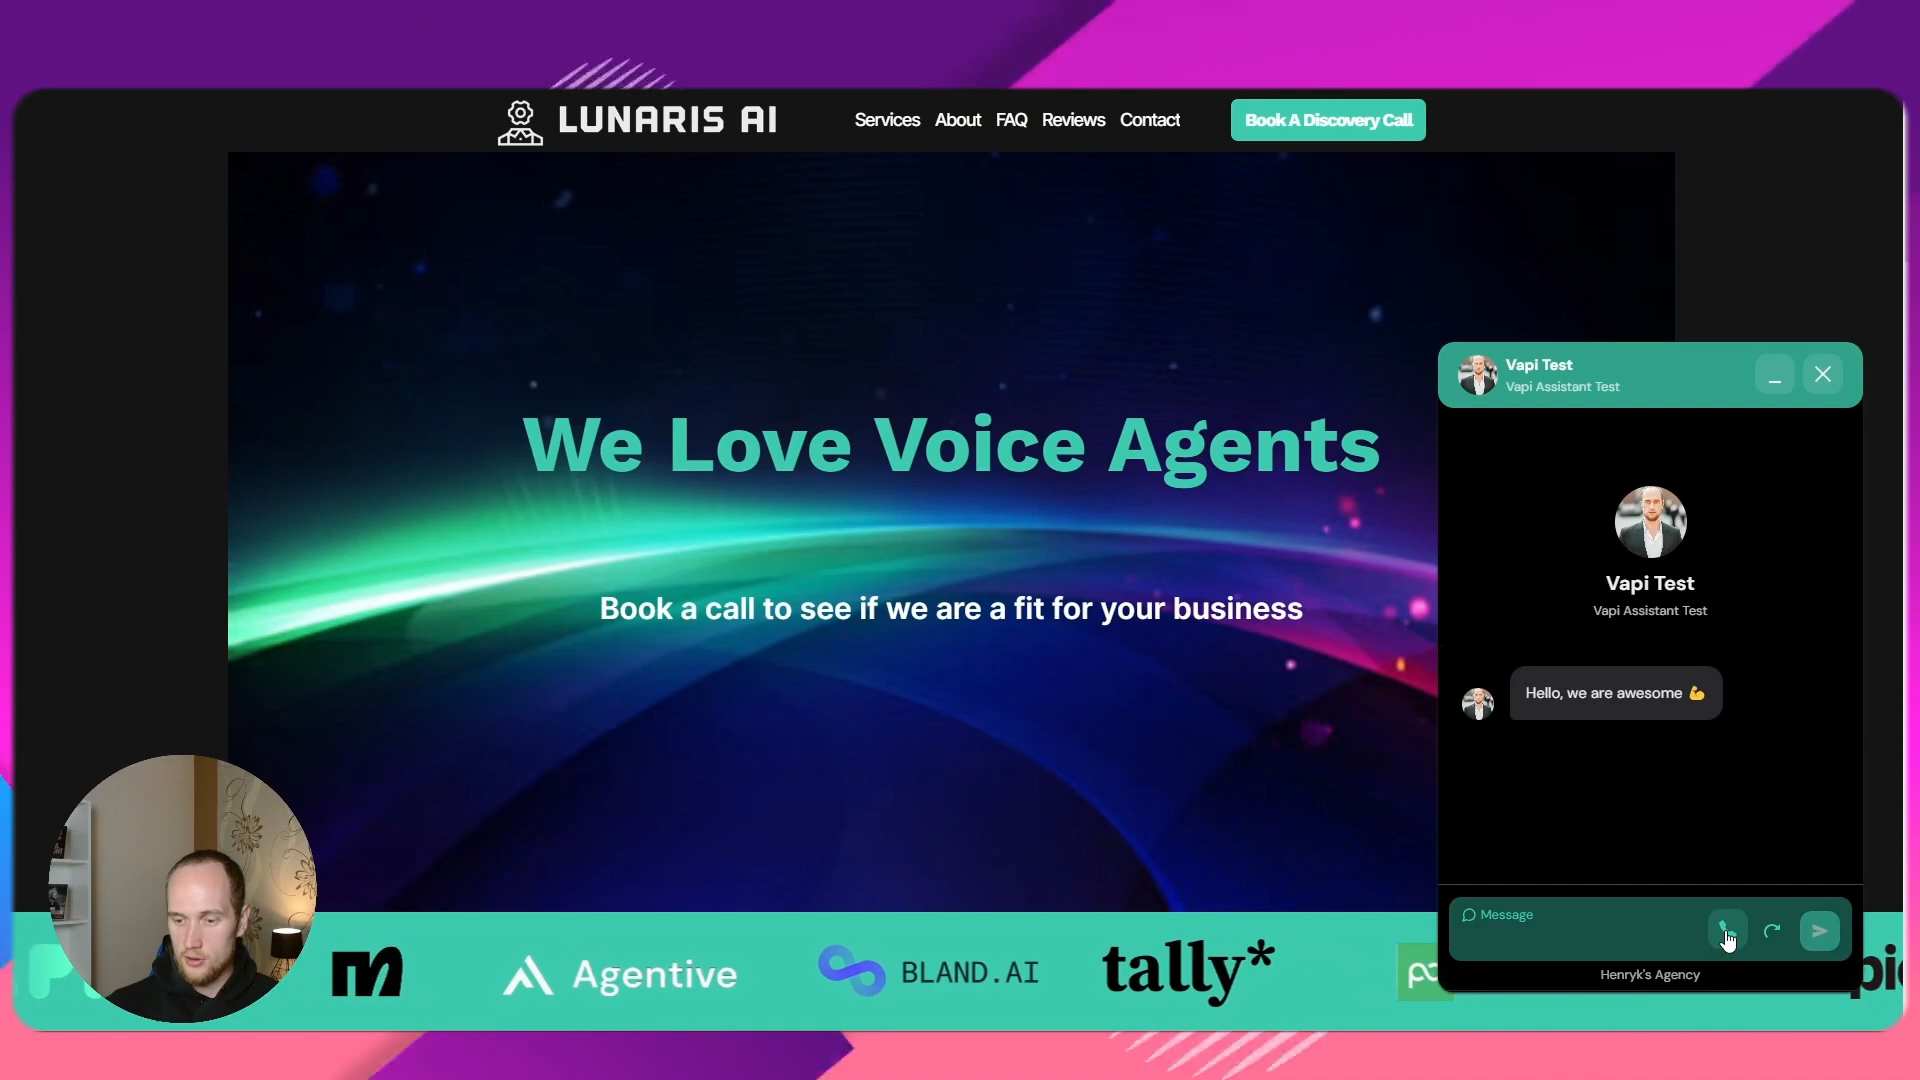 LUNARIS AI
Services About FAQ Reviews Contact
Book A Discovery Call
We Love Voice Agents
Book a call to see if we are a fit for your business
Vapi Test
Vapi Assistant Test
Vapi Test
Vapi Assistant Test
Hello, we are awesome 💪
Message
Henryk's Agency
Agentive
BLAND.AI
tally*